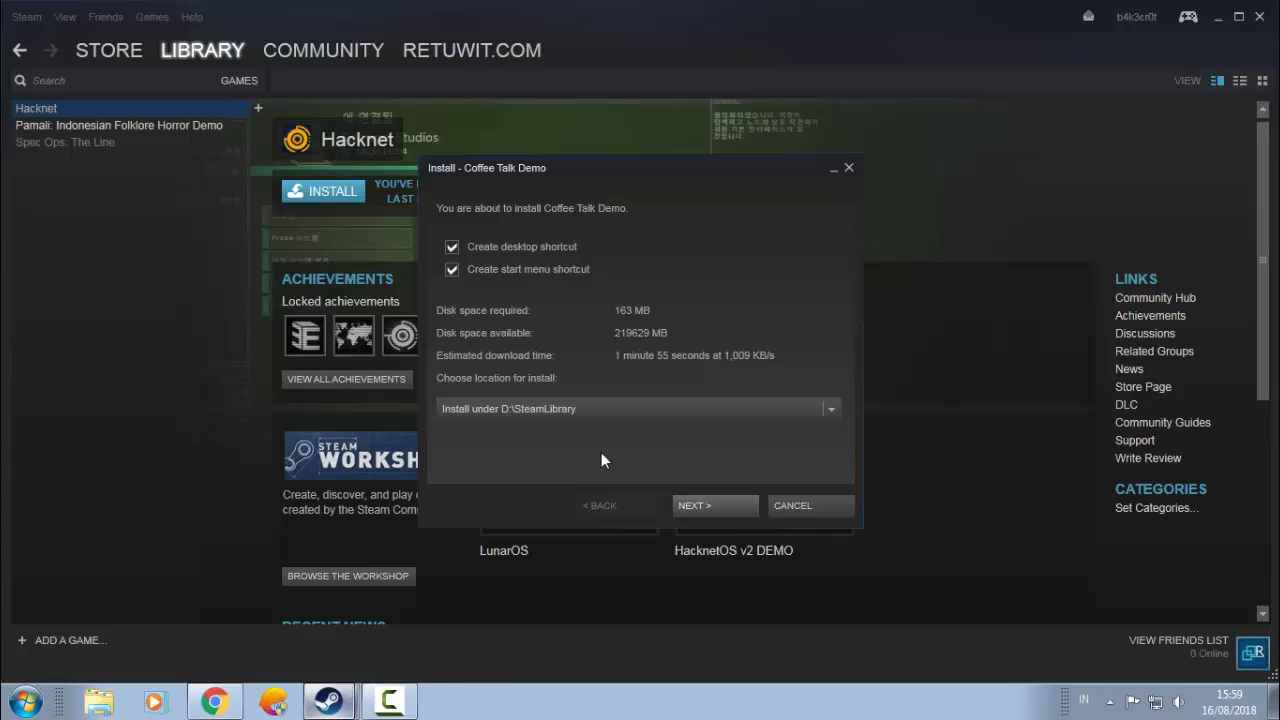 Steam View Friends Games Help
b4k3cr0t
STORE LIBRARY COMMUNITY RETUWIT.COM
Search
GAMES
VIEW
Hacknet
Pamali: Indonesian Folklore Horror Demo
Spec Ops: The Line
Hacknet
Studios
INSTALL
YOU'VE
LAST
ACHIEVEMENTS
Locked achievements
VIEW ALL ACHIEVEMENTS
STEAM
WORKSH
Create, discover, and play
created by the Steam Com
BROWSE THE WORKSHOP
RECENT NEWS
Install - Coffee Talk Demo
You are about to install Coffee Talk Demo.
Create desktop shortcut
Create start menu shortcut
Disk space required: 163 MB
Disk space available: 219629 MB
Estimated download time: 1 minute 55 seconds at 1,009 KB/s
Choose location for install:
Install under D:\SteamLibrary
< BACK
NEXT >
CANCEL
LunarOS
HacknetOS v2 DEMO
LINKS
Community Hub
Achievements
Discussions
Related Groups
News
Store Page
DLC
Community Guides
Support
Write Review
CATEGORIES
Set Categories...
+ ADD A GAME...
VIEW FRIENDS LIST
0 Online
R
IN
15:59
16/08/2018